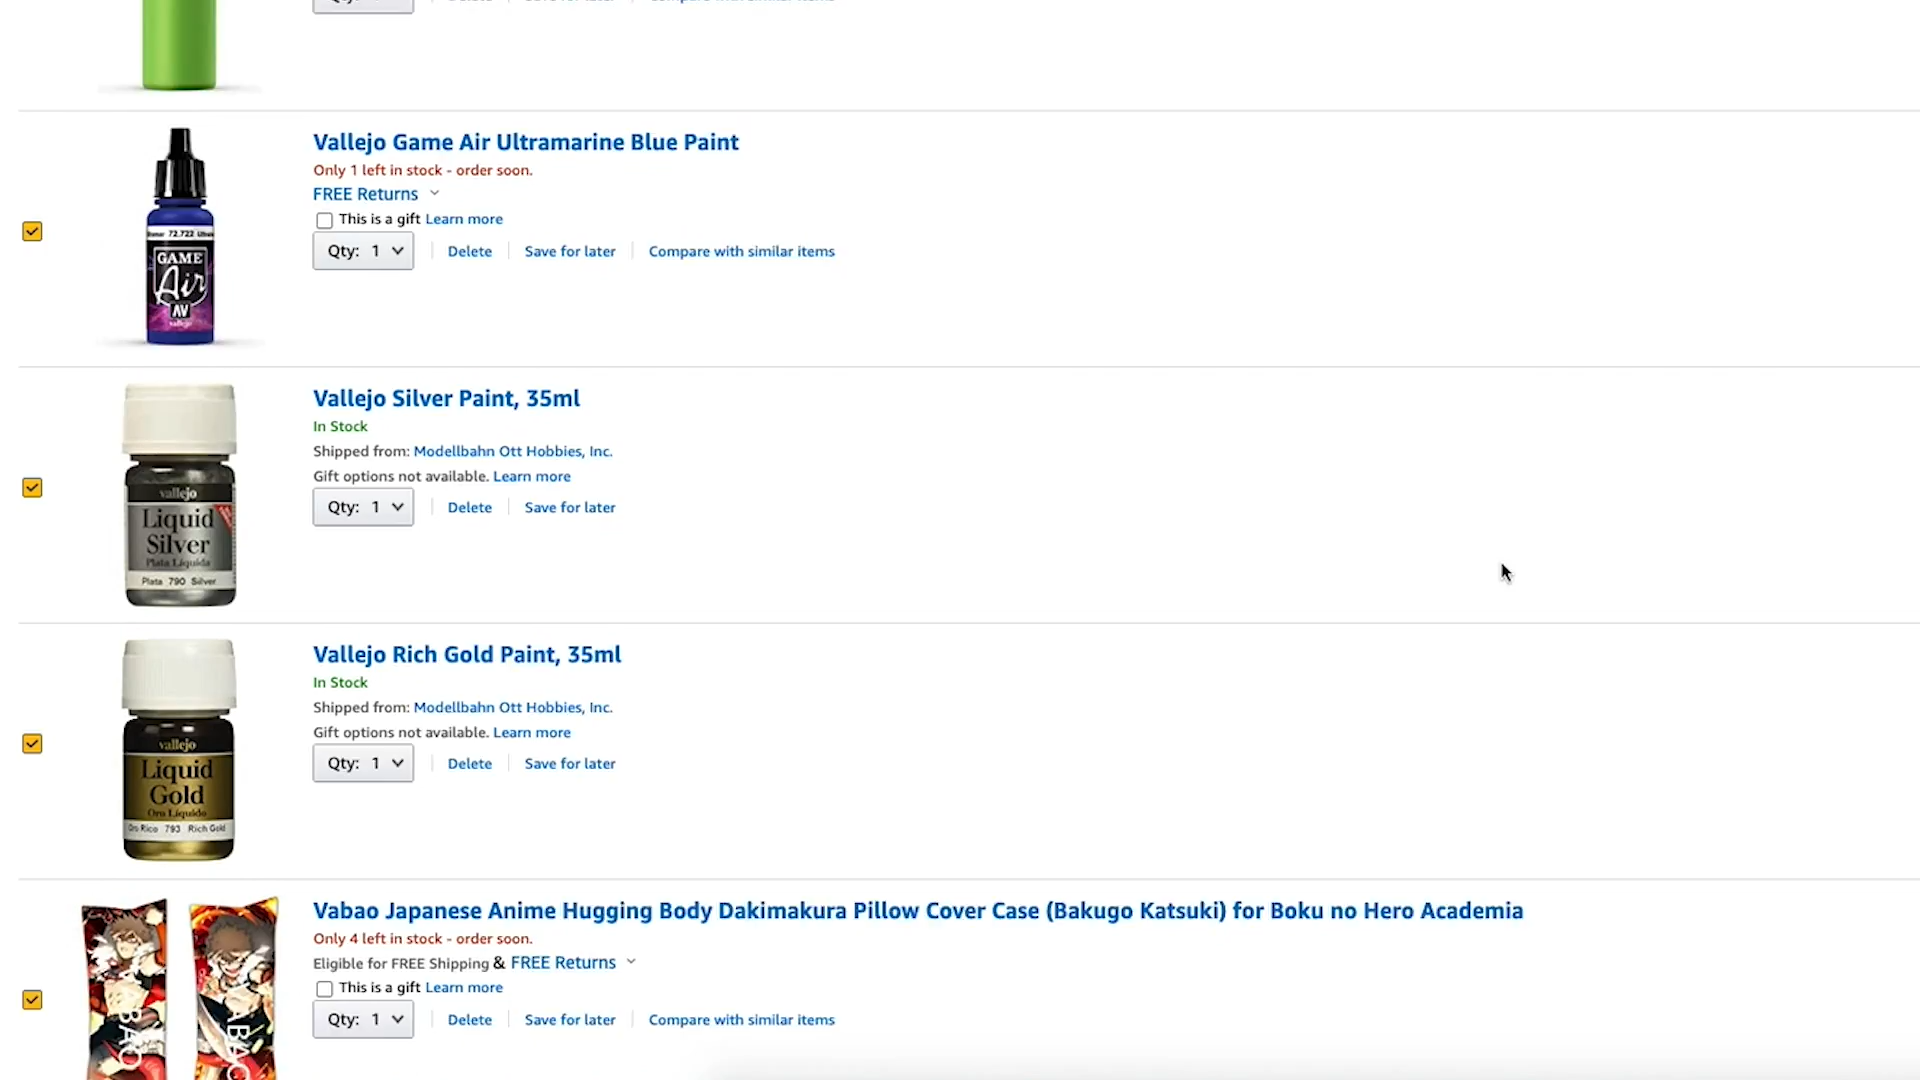 Vallejo Game Air Ultramarine Blue Paint
Only 1 left in stock - order soon.
FREE Returns
This is a gift Learn more
Qty: 1 Delete Save for later Compare with similar items
72.722
GAME
Air
AV
vallejo
Vallejo Silver Paint, 35ml
In Stock
Shipped from: Modellbahn Ott Hobbies, Inc.
Gift options not available. Learn more
Qty: 1 Delete Save for later
vallejo
Liquid
Silver
Plata Líquida
Plata 790 Silver
Vallejo Rich Gold Paint, 35ml
In Stock
Shipped from: Modellbahn Ott Hobbies, Inc.
Gift options not available. Learn more
Qty: 1 Delete Save for later
vallejo
Liquid
Gold
Oro Líquido
Oro Rico 793 Rich Gold
Vabao Japanese Anime Hugging Body Dakimakura Pillow Cover Case (Bakugo Katsuki) for Boku no Hero Academia
Only 4 left in stock - order soon.
Eligible for FREE Shipping & FREE Returns
This is a gift Learn more
Qty: 1 Delete Save for later Compare with similar items